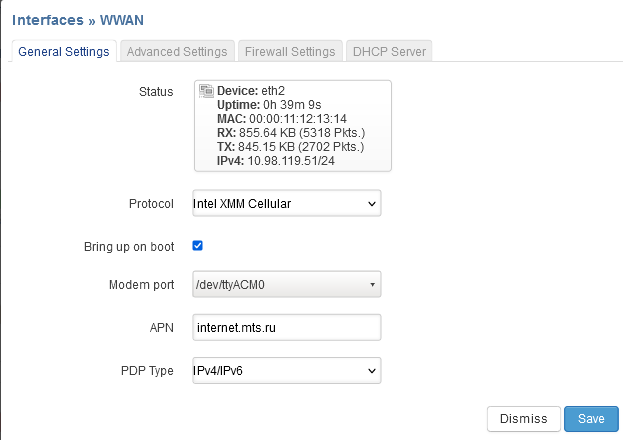 Interfaces » WWAN
General Settings Advanced Settings Firewall Settings DHCP Server
Status
Device: eth2
Uptime: 0h 39m 9s
MAC: 00:00:11:12:13:14
RX: 855.64 KB (5318 Pkts.)
TX: 845.15 KB (2702 Pkts.)
IPv4: 10.98.119.51/24
Protocol Intel XMM Cellular
Bring up on boot
Modem port /dev/ttyACM0
APN internet.mts.ru
PDP Type IPv4/IPv6
Dismiss Save